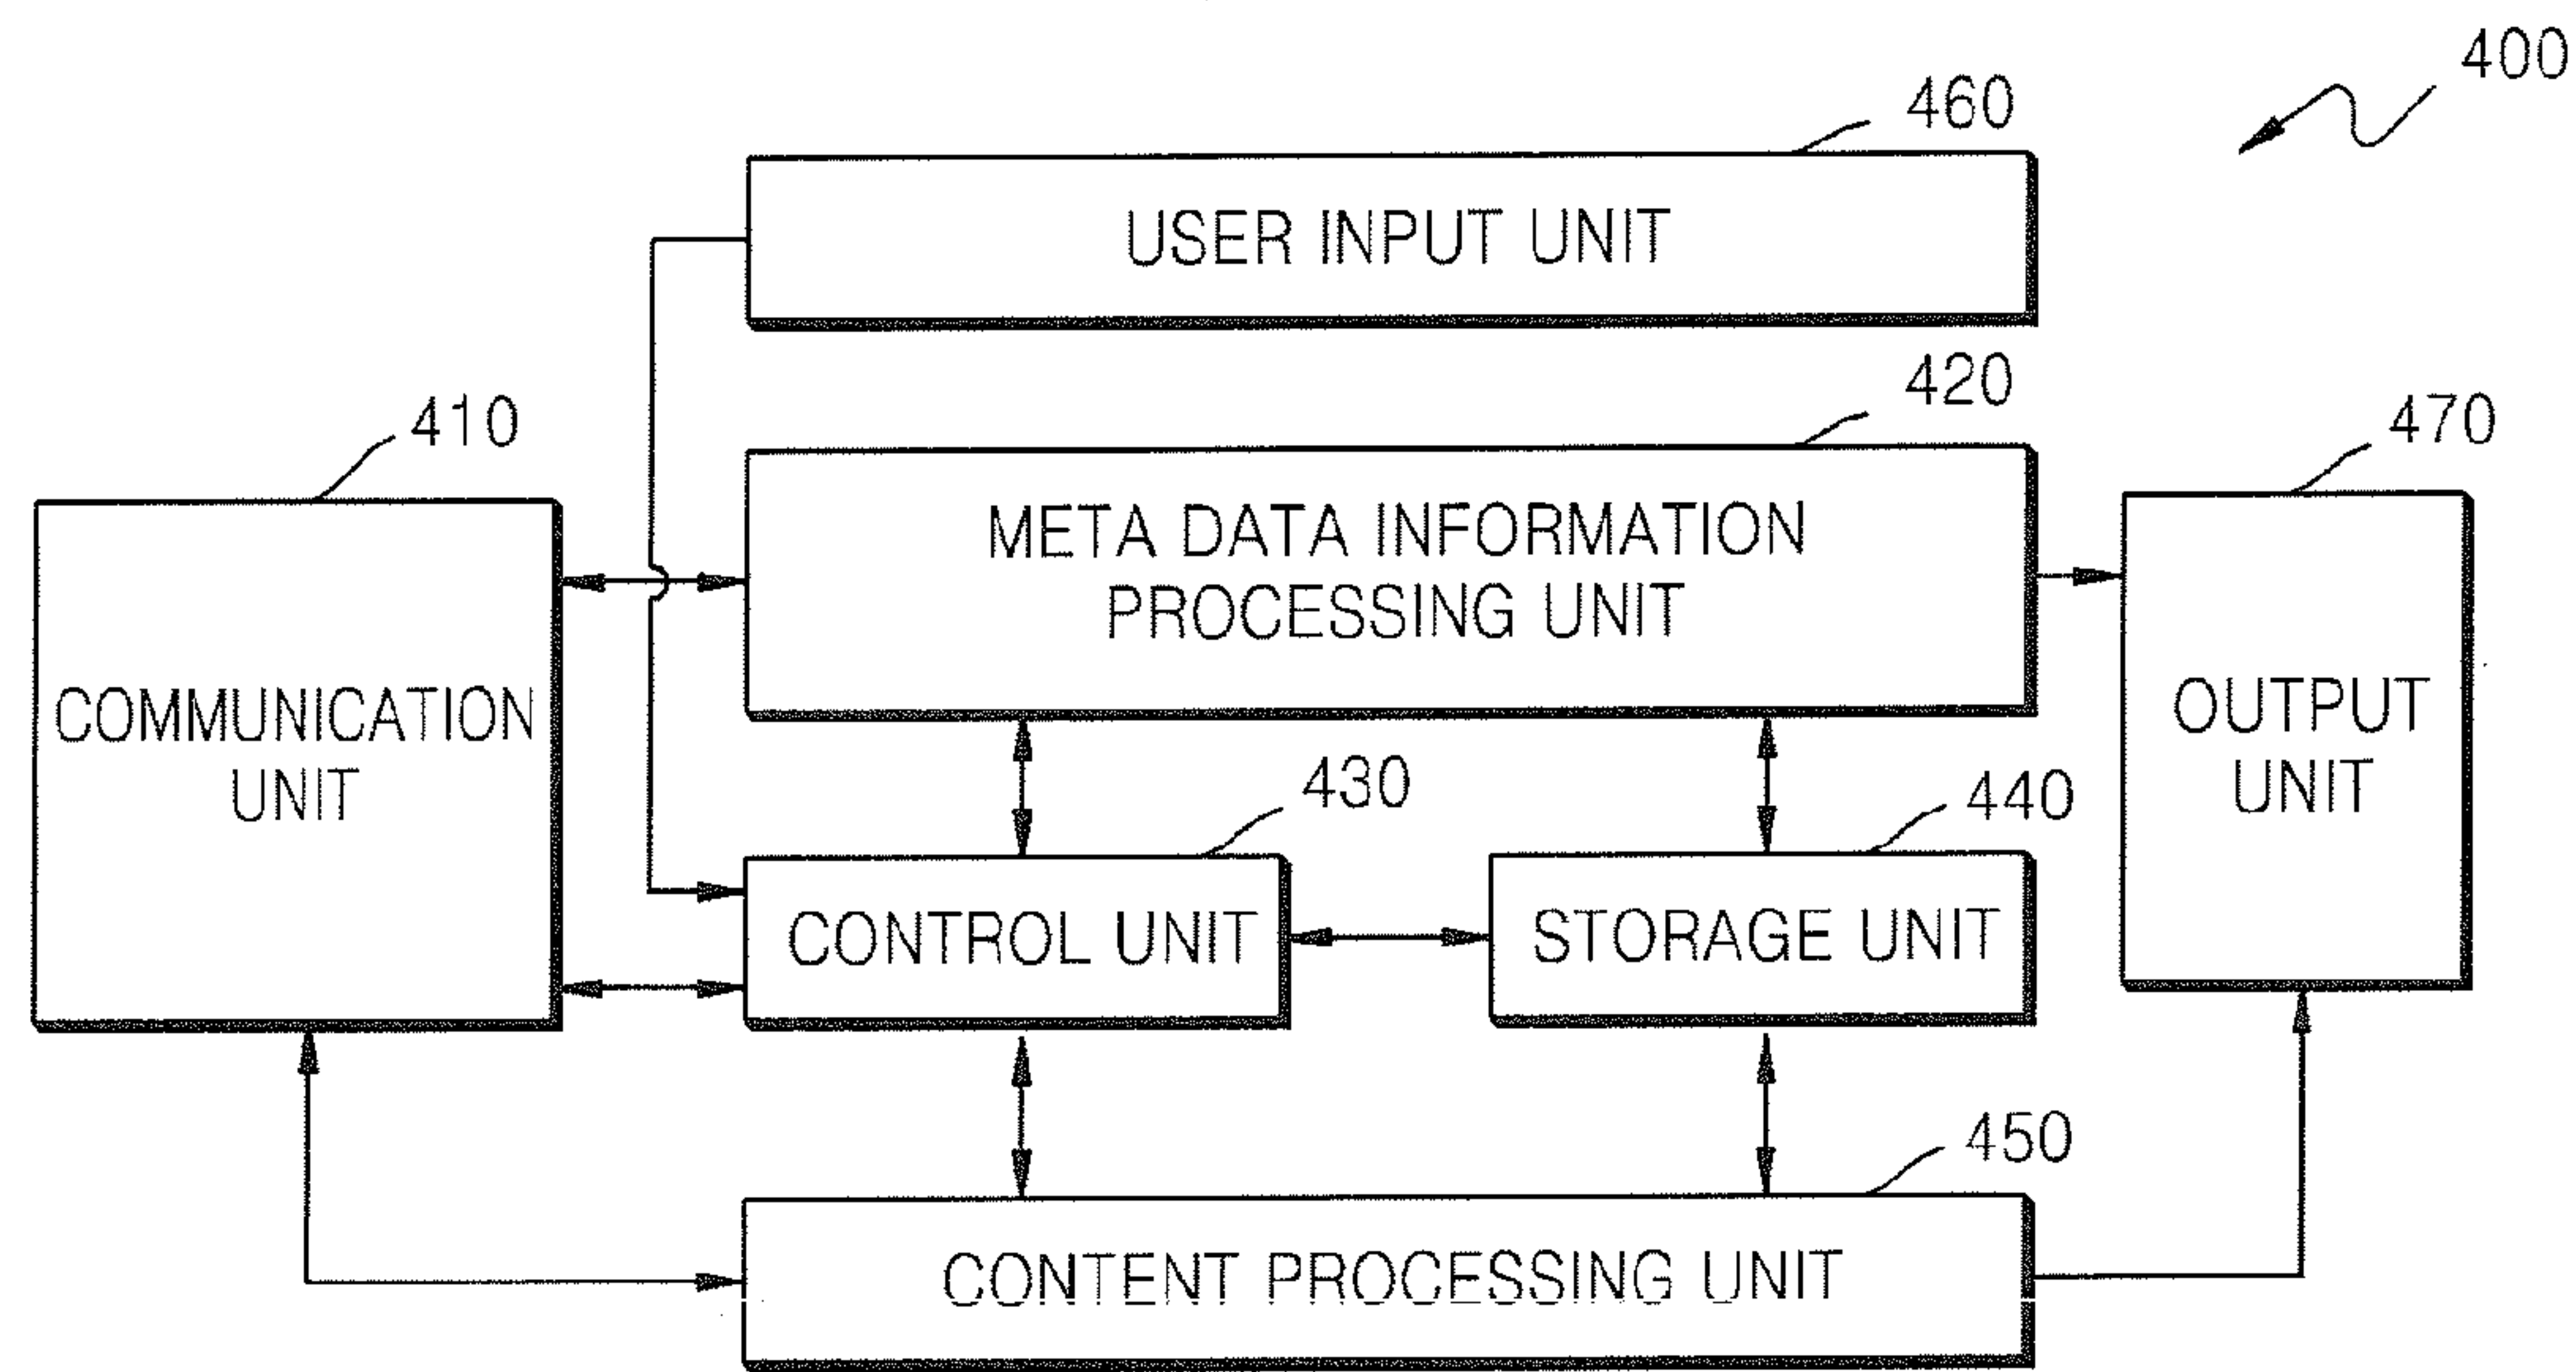 400
460
USER INPUT UNIT
420
META DATA INFORMATION
PROCESSING UNIT
410
COMMUNICATION
UNIT
470
OUTPUT
UNIT
430
CONTROL UNIT
440
STORAGE UNIT
450
CONTENT PROCESSING UNIT